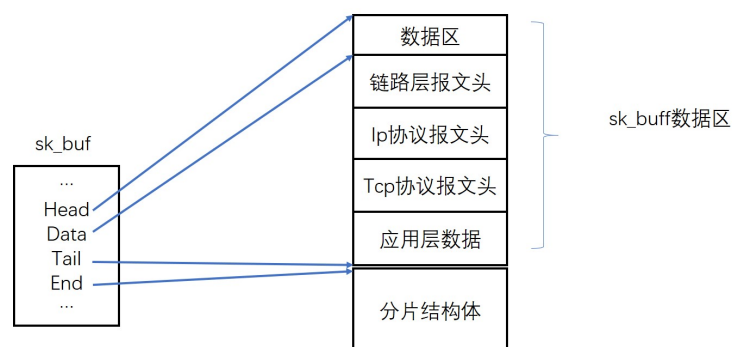 sk_buf
...
Head
Data
Tail
End
...
数据区
链路层报文头
Ip协议报文头
Tcp协议报文头
应用层数据
分片结构体
sk_buff数据区